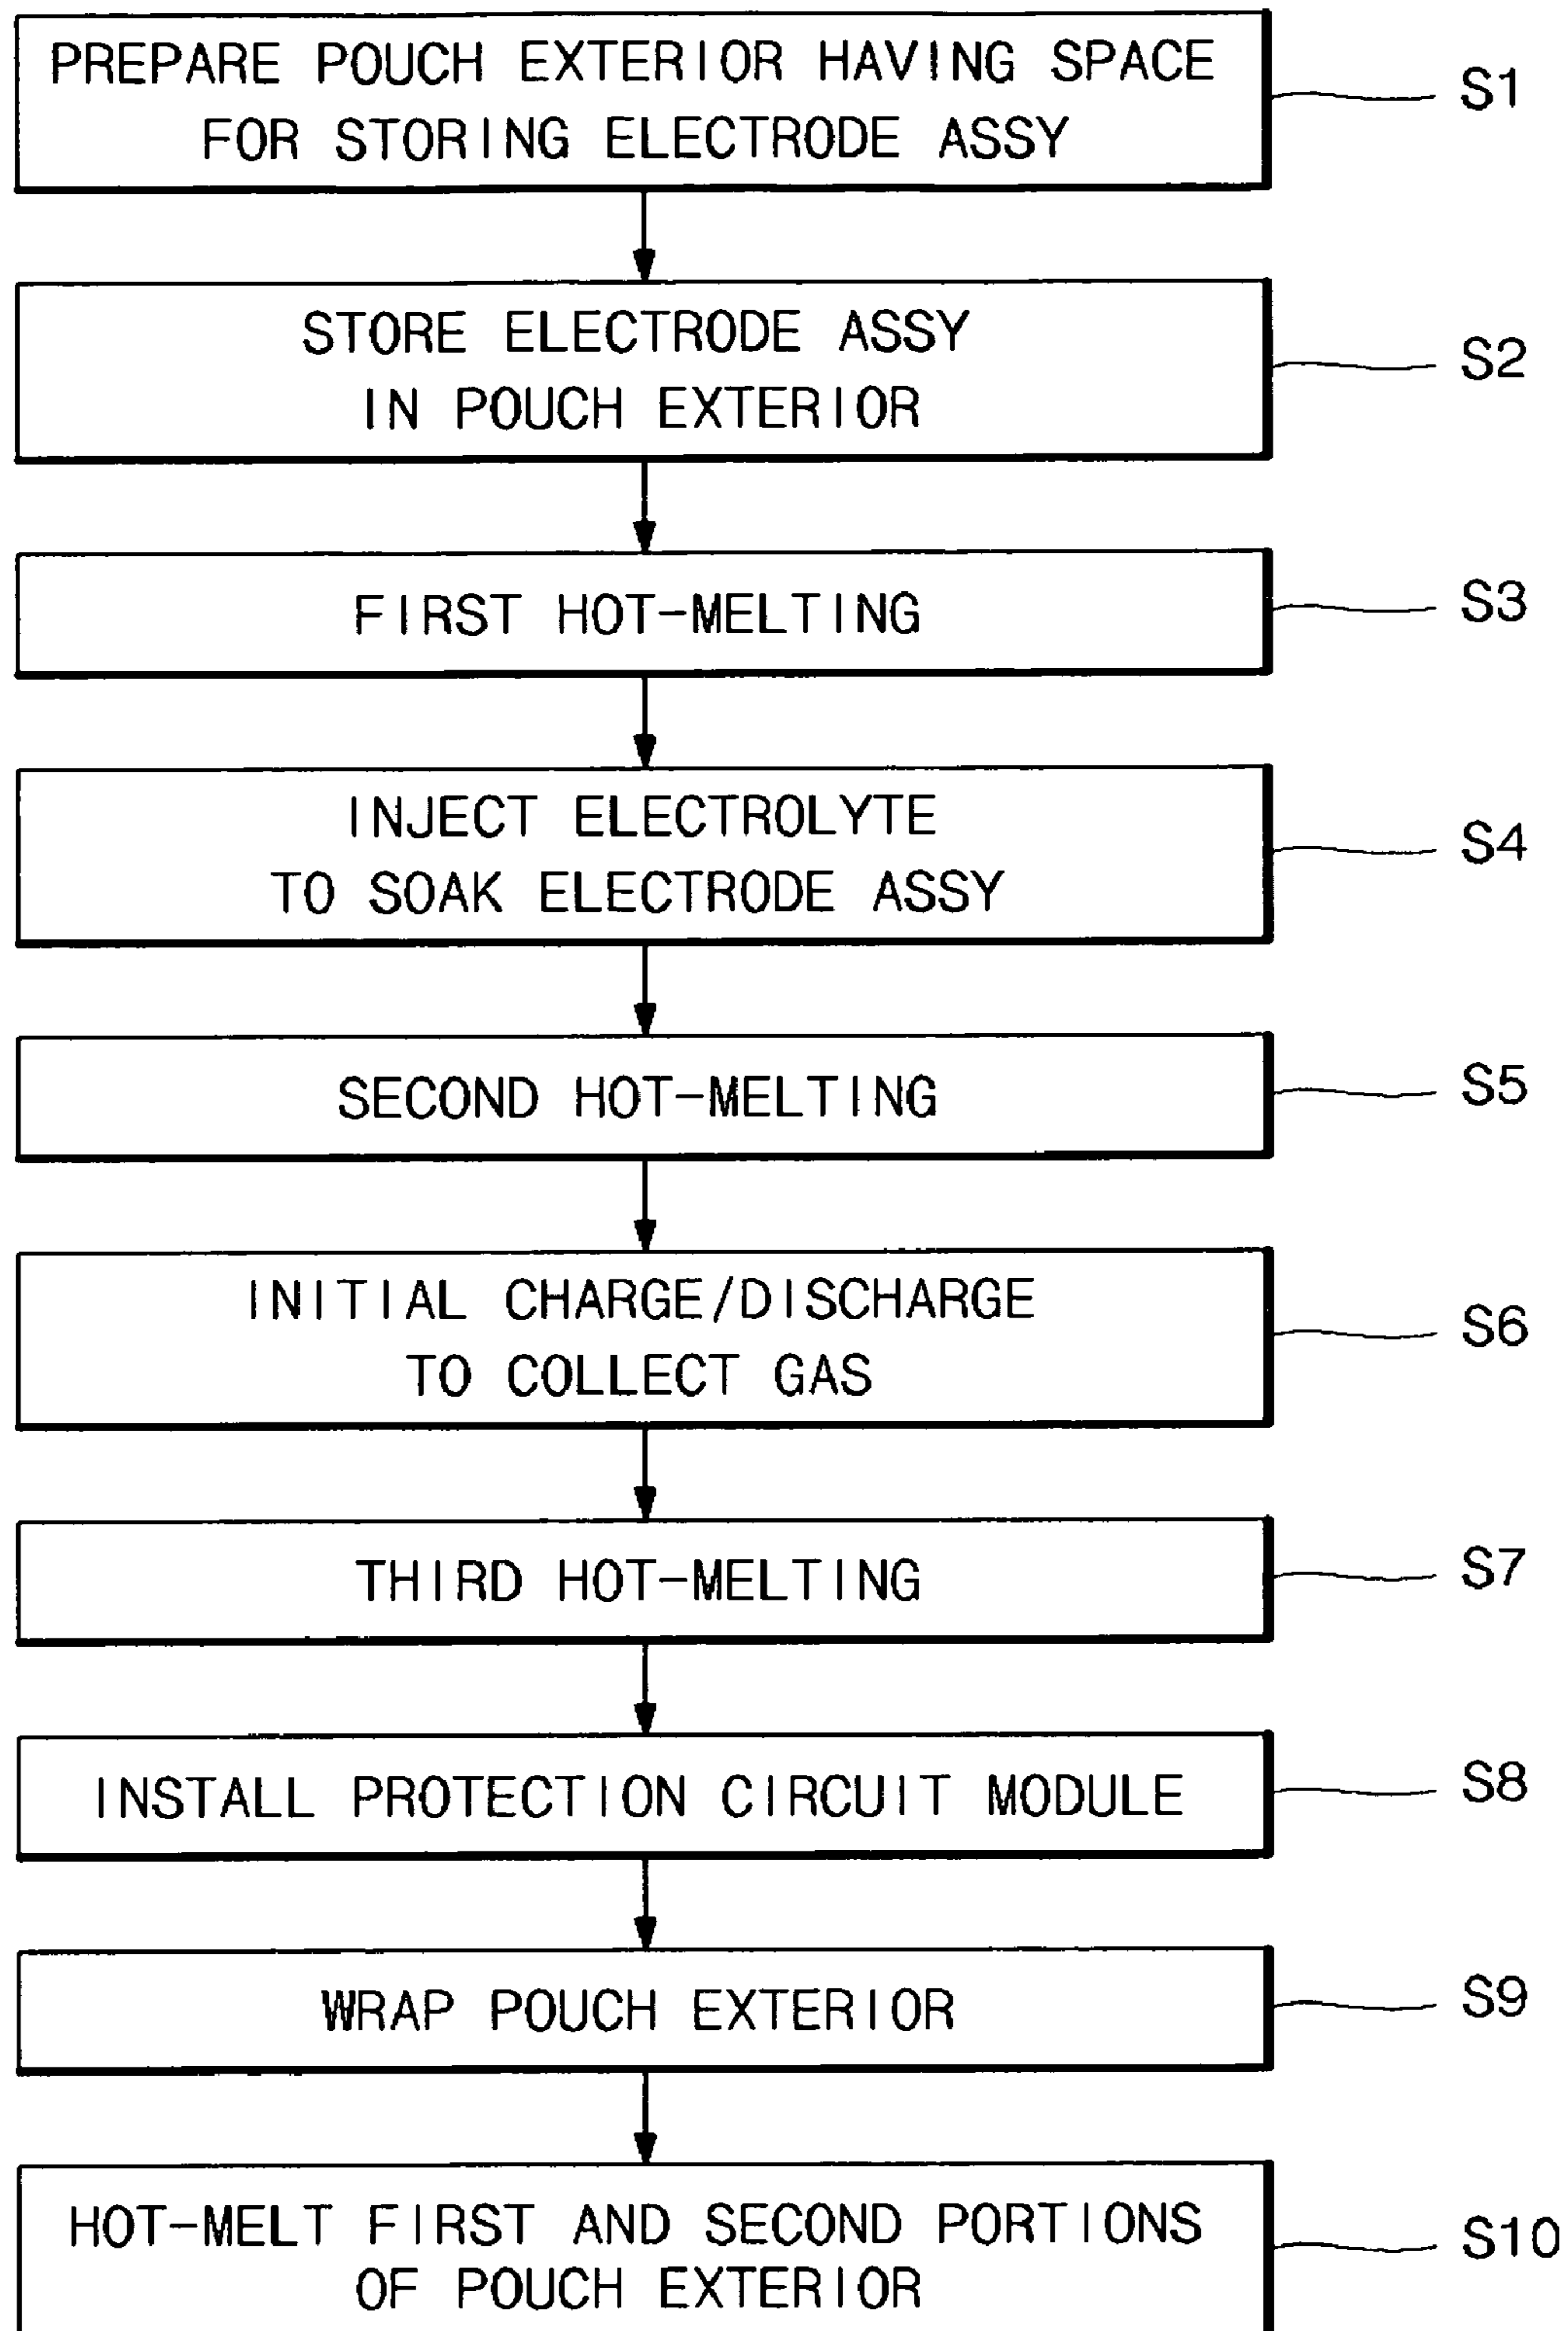 PREPARE POUCH EXTERIOR HAVING SPACE
FOR STORING ELECTRODE ASSY
S1
STORE ELECTRODE ASSY
IN POUCH EXTERIOR
S2
FIRST HOT-MELTING
S3
INJECT ELECTROLYTE
TO SOAK ELECTRODE ASSY
S4
SECOND HOT-MELTING
S5
INITIAL CHARGE/DISCHARGE
TO COLLECT GAS
S6
THIRD HOT-MELTING
S7
INSTALL PROTECTION CIRCUIT MODULE
S8
WRAP POUCH EXTERIOR
S9
HOT-MELT FIRST AND SECOND PORTIONS
OF POUCH EXTERIOR
S10